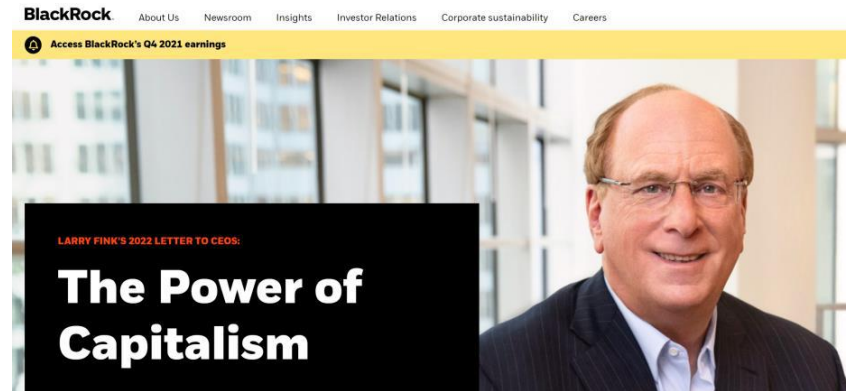 BlackRock.
About Us Newsroom Insights Investor Relations Corporate sustainability Careers
Access BlackRock's Q4 2021 earnings
LARRY FINK'S 2022 LETTER TO CEOS:
The Power of
Capitalism